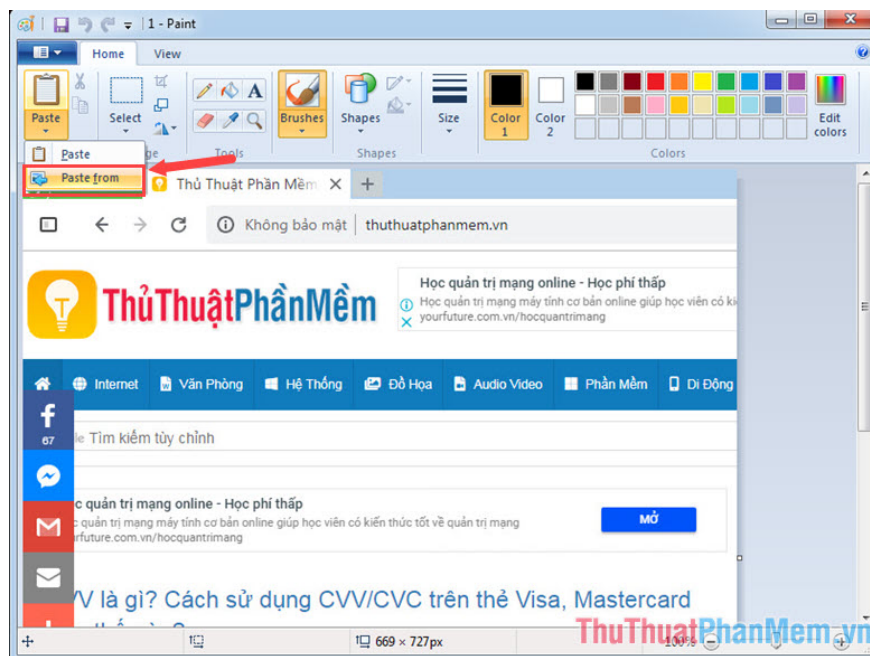 1 - Paint
Home View
Paste Select Brushes Shapes Size Color 1 Color 2 Edit colors
Tools Shapes Colors
Paste
Paste from
Thủ Thuật Phần Mềm
Không bảo mật | thuthuatphanmem.vn
ThủThuậtPhầnMềm
Học quản trị mạng online - Học phí thấp
Học quản trị mạng máy tính cơ bản online giúp học viên có
yourfuture.com.vn/hocquantrimang
Internet Văn Phòng Hệ Thống Đồ Họa Audio Video Phần Mềm Di Động
67
Tìm kiếm tùy chỉnh
c quản trị mạng online - Học phí thấp
quản trị mạng máy tính cơ bản online giúp học viên có kiến thức tốt về quản trị mạng
rfuture.com.vn/hocquantrimang
MỞ
VV là gì? Cách sử dụng CVV/CVC trên thẻ Visa, Mastercard
669 × 727px
100%
ThuThuatPhanMem.vn